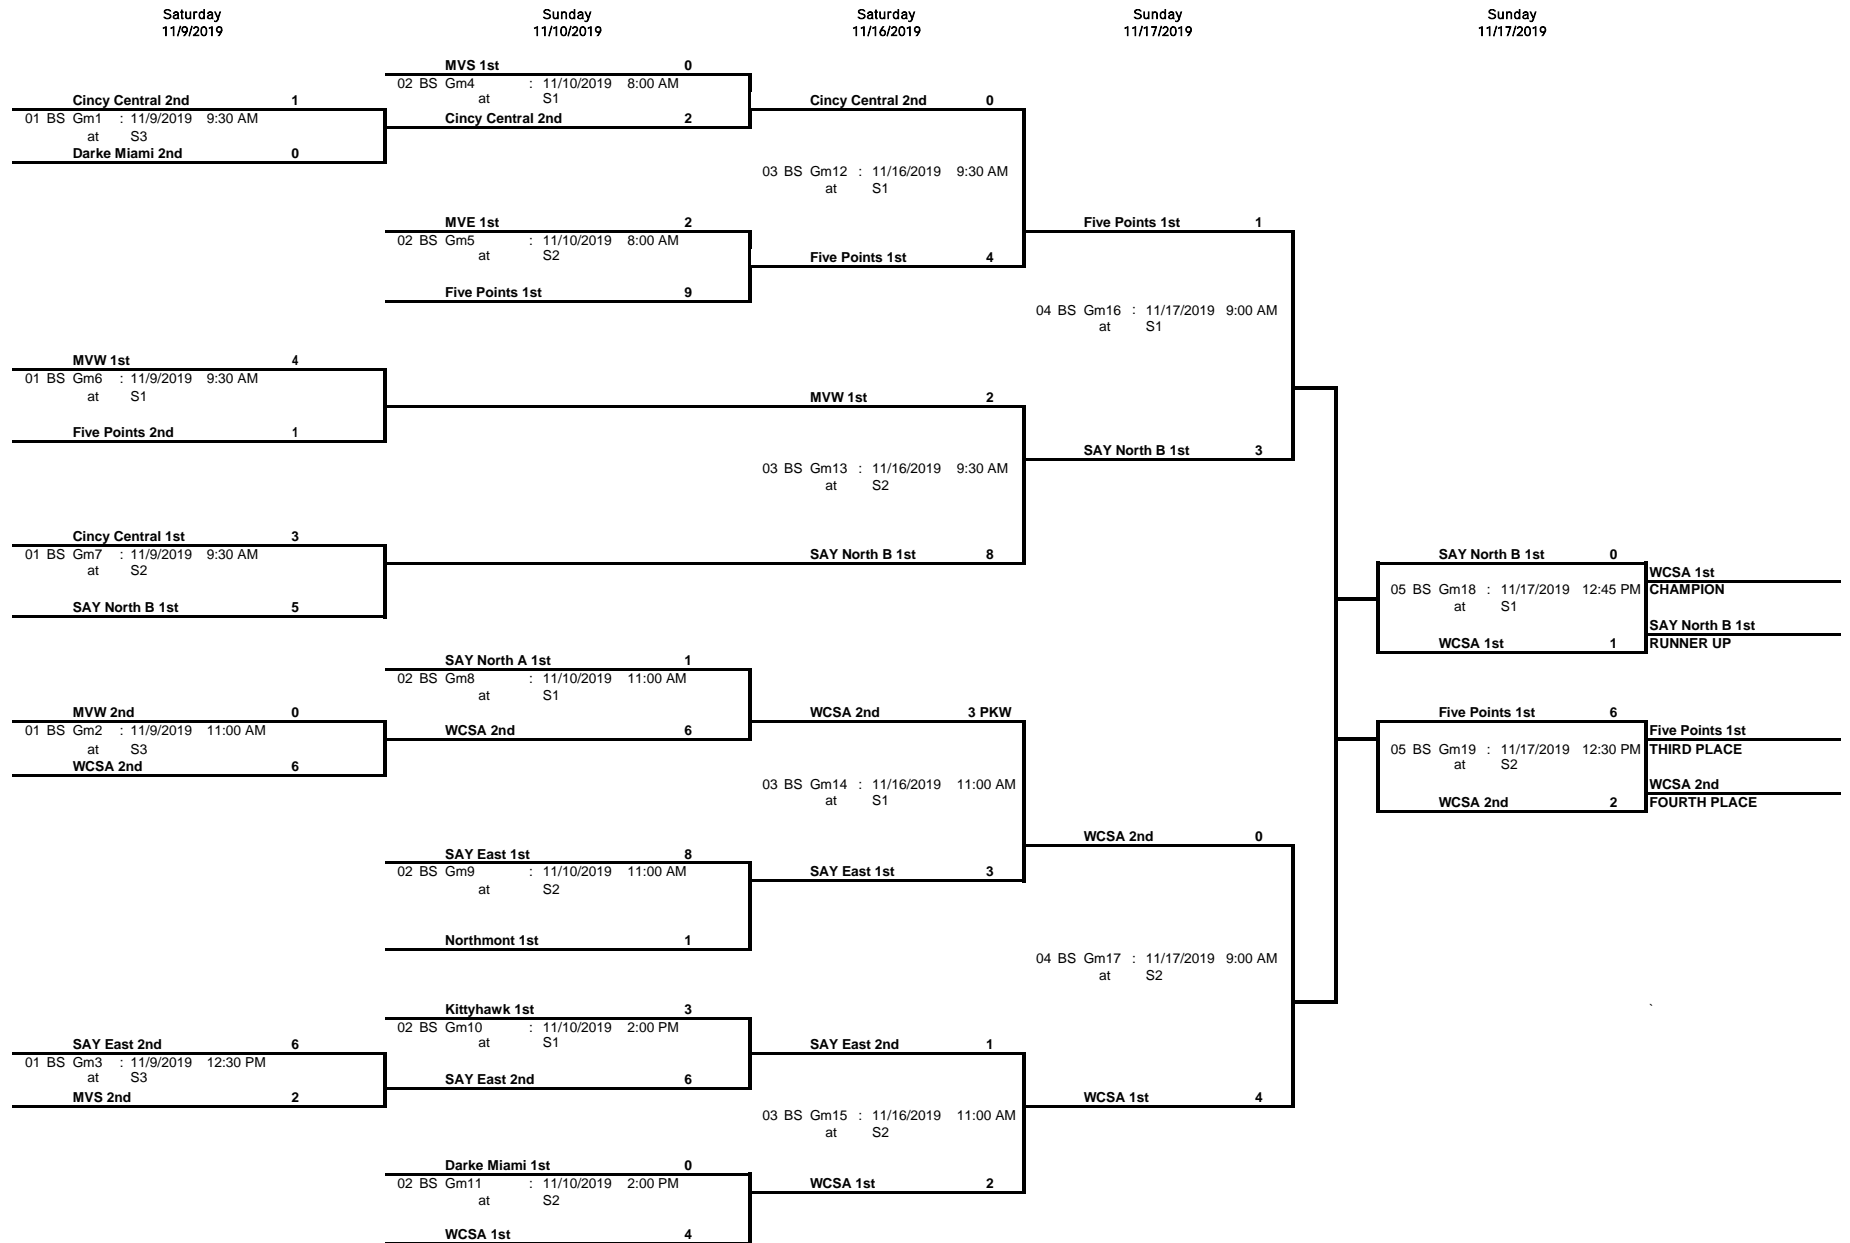 Saturday
11/9/2019
Sunday
11/10/2019
Saturday
11/16/2019
Sunday
11/17/2019
Sunday
11/17/2019
Cincy Central 2nd 1
01 BS Gm1 : 11/9/2019 9:30 AM
at S3
Darke Miami 2nd 0
MVW 1st 4
01 BS Gm6 : 11/9/2019 9:30 AM
at S1
Five Points 2nd 1
Cincy Central 1st 3
01 BS Gm7 : 11/9/2019 9:30 AM
at S2
SAY North B 1st 5
MVW 2nd 0
01 BS Gm2 : 11/9/2019 11:00 AM
at S3
WCSA 2nd 6
SAY East 2nd 6
01 BS Gm3 : 11/9/2019 12:30 PM
at S3
MVS 2nd 2
MVS 1st 0
02 BS Gm4 : 11/10/2019 8:00 AM
at S1
Cincy Central 2nd 2
MVE 1st 2
02 BS Gm5 : 11/10/2019 8:00 AM
at S2
Five Points 1st 9
SAY North A 1st 1
02 BS Gm8 : 11/10/2019 11:00 AM
at S1
WCSA 2nd 6
SAY East 1st 8
02 BS Gm9 : 11/10/2019 11:00 AM
at S2
Northmont 1st 1
Kittyhawk 1st 3
02 BS Gm10 : 11/10/2019 2:00 PM
at S1
SAY East 2nd 6
Darke Miami 1st 0
02 BS Gm11 : 11/10/2019 2:00 PM
at S2
WCSA 1st 4
Cincy Central 2nd 0
03 BS Gm12 : 11/16/2019 9:30 AM
at S1
Five Points 1st 4
MVW 1st 2
03 BS Gm13 : 11/16/2019 9:30 AM
at S2
SAY North B 1st 8
WCSA 2nd 3 PKW
03 BS Gm14 : 11/16/2019 11:00 AM
at S1
SAY East 1st 3
SAY East 2nd 1
03 BS Gm15 : 11/16/2019 11:00 AM
at S2
WCSA 1st 2
Five Points 1st 1
04 BS Gm16 : 11/17/2019 9:00 AM
at S1
SAY North B 1st 3
WCSA 2nd 0
04 BS Gm17 : 11/17/2019 9:00 AM
at S2
WCSA 1st 4
SAY North B 1st 0
05 BS Gm18 : 11/17/2019 12:45 PM
at S1
WCSA 1st 1
WCSA 1st
CHAMPION
SAY North B 1st
RUNNER UP
Five Points 1st 6
05 BS Gm19 : 11/17/2019 12:30 PM
at S2
WCSA 2nd 2
Five Points 1st
THIRD PLACE
WCSA 2nd
FOURTH PLACE
`